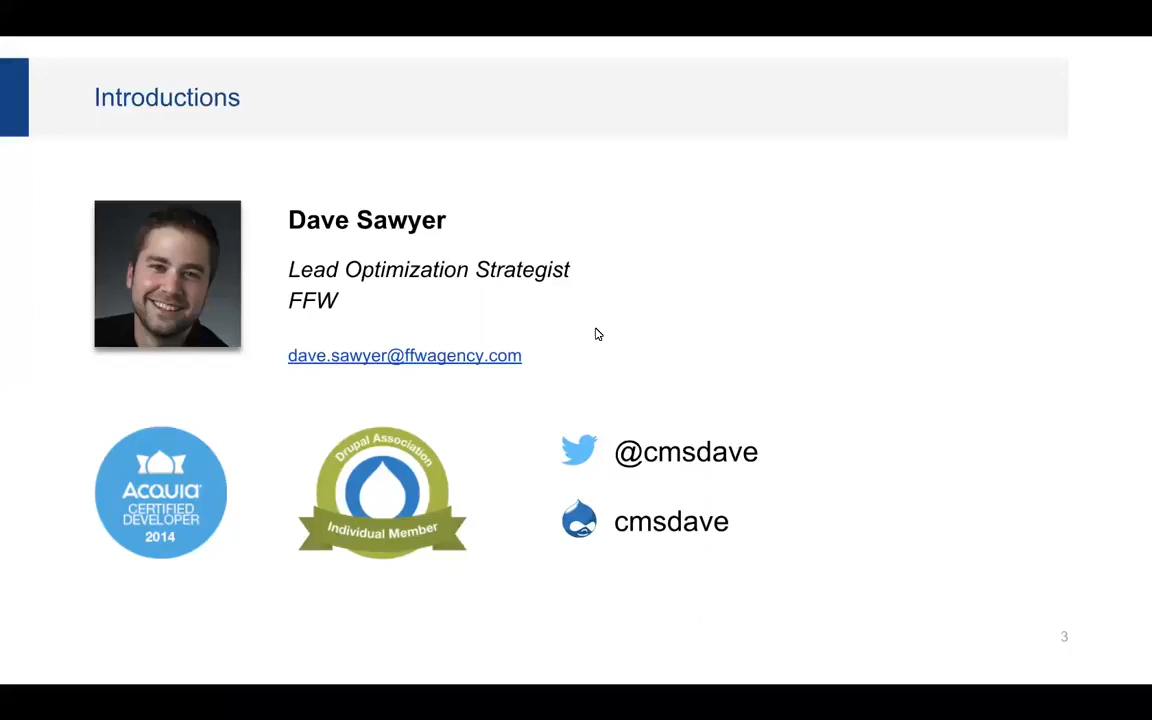 Introductions
Dave Sawyer
Lead Optimization Strategist
FFW
dave.sawyer@ffwagency.com
ACQUIA
CERTIFIED
DEVELOPER
2014
Drupal Association
Individual Member
@cmsdave
cmsdave
3